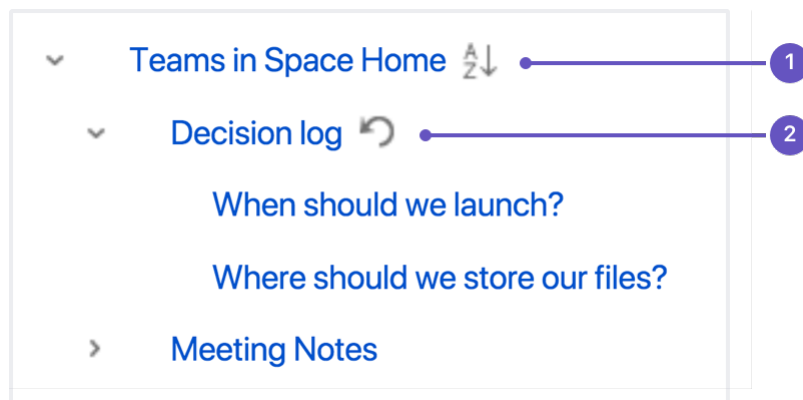 Teams in Space Home AZ 1
Decision log 2
When should we launch?
Where should we store our files?
Meeting Notes